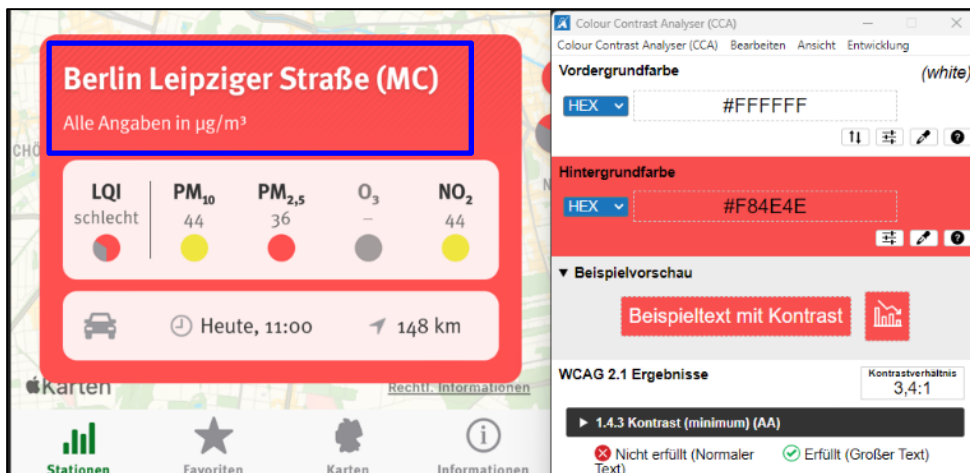 Berlin Leipziger Straße (MC)
Alle Angaben in µg/m³
CHÖ
LQI PM10 PM2,5 O3 NO2
schlecht 44 36 – 44
Heute, 11:00 148 km
Karten Rechtl. Informationen
Stationen Favoriten Karten Informationen
Colour Contrast Analyser (CCA)
Colour Contrast Analyser (CCA) Bearbeiten Ansicht Entwicklung
Vordergrundfarbe (white)
HEX #FFFFFF
Hintergrundfarbe
HEX #F84E4E
Beispielvorschau
Beispieltext mit Kontrast
WCAG 2.1 Ergebnisse
Kontrastverhältnis
3,4:1
1.4.3 Kontrast (minimum) (AA)
Nicht erfüllt (Normaler Text)
Erfüllt (Großer Text)